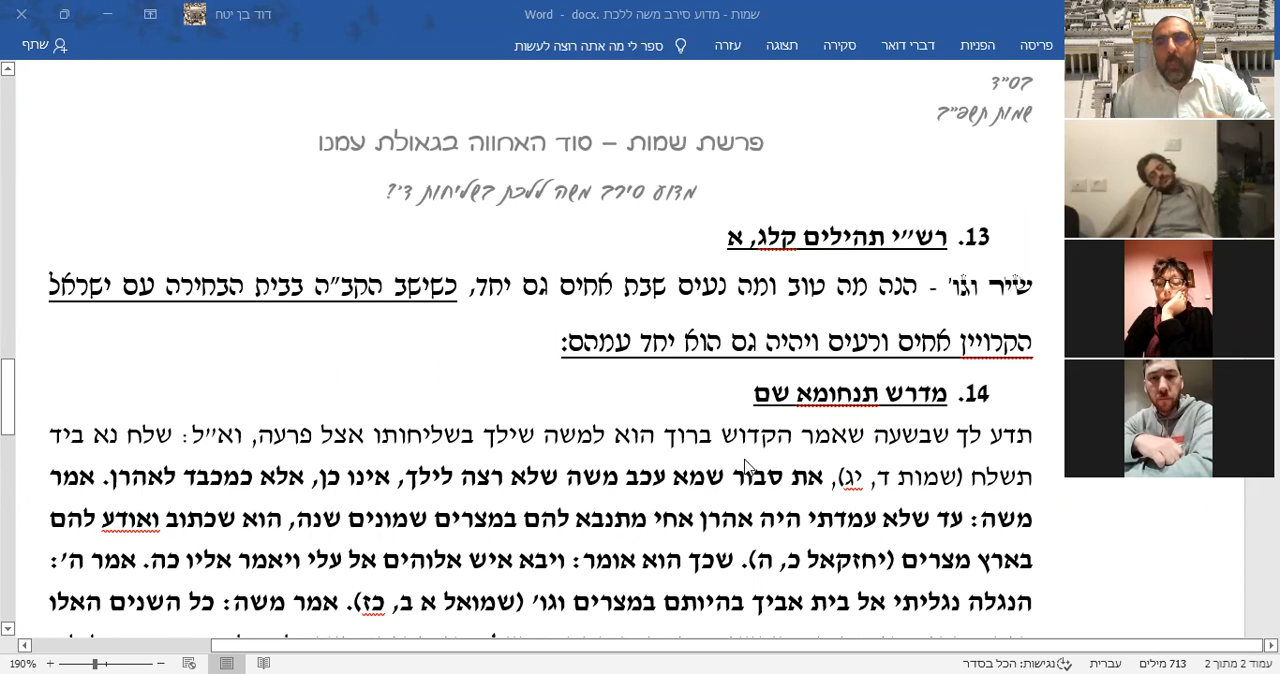 שמות - מדוע סירב משה ללכת .docx - Word
דוד בן יטח
פריסה הפניות דברי דואר סקירה תצוגה עזרה ספר לי מה אתה רוצה לעשות
שתף
בס"ד
שמות תשפ"ב
פרשת שמות – סוד האחווה בגאולת עמנו
מדוע סירב משה ללכת בשליחות ד'?
13. רש"י תהילים קלג, א
שיר וגו' - הנה מה טוב ומה נעים שבת אחים גם יחד, כשישב הקב"ה בבית הבחירה עם ישראל
הקרויין אחים ורעים ויהיה גם הוא יחד עמהם:
14. מדרש תנחומא שם
תדע לך שבשעה שאמר הקדוש ברוך הוא למשה שילך בשליחותו אצל פרעה, וא"ל: שלח נא ביד
תשלח (שמות ד, יג), את סבור שמא עכב משה שלא רצה לילך, אינו כן, אלא כמכבד לאהרן. אמר
משה: עד שלא עמדתי היה אהרן אחי מתנבא להם במצרים שמונים שנה, הוא שכתוב ואודע להם
בארץ מצרים (יחזקאל כ, ה). שכך הוא אומר: ויבא איש אלוהים אל עלי ויאמר אליו כה. אמר ה':
הנגלה נגליתי אל בית אביך בהיותם במצרים וגו' (שמואל א ב, כז). אמר משה: כל השנים האלו
עמוד 2 מתוך 2 713 מילים עברית נגישות: הכל בסדר
190%